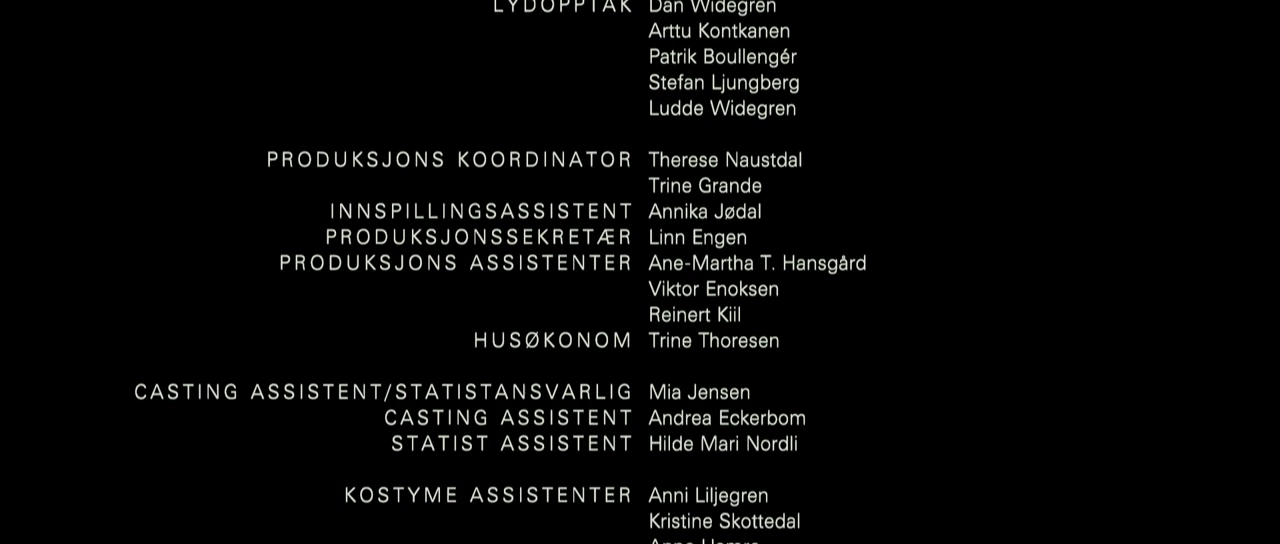 LYDOPPTAK Dan Widegren
Arttu Kontkanen
Patrik Boullengér
Stefan Ljungberg
Ludde Widegren
PRODUKSJONS KOORDINATOR Therese Naustdal
Trine Grande
INNSPILLINGSASSISTENT Annika Jødal
PRODUKSJONSSEKRETÆR Linn Engen
PRODUKSJONS ASSISTENTER Ane-Martha T. Hansgård
Viktor Enoksen
Reinert Kiil
HUSØKONOM Trine Thoresen
CASTING ASSISTENT/STATISTANSVARLIG Mia Jensen
CASTING ASSISTENT Andrea Eckerbom
STATIST ASSISTENT Hilde Mari Nordli
KOSTYME ASSISTENTER Anni Liljegren
Kristine Skottedal